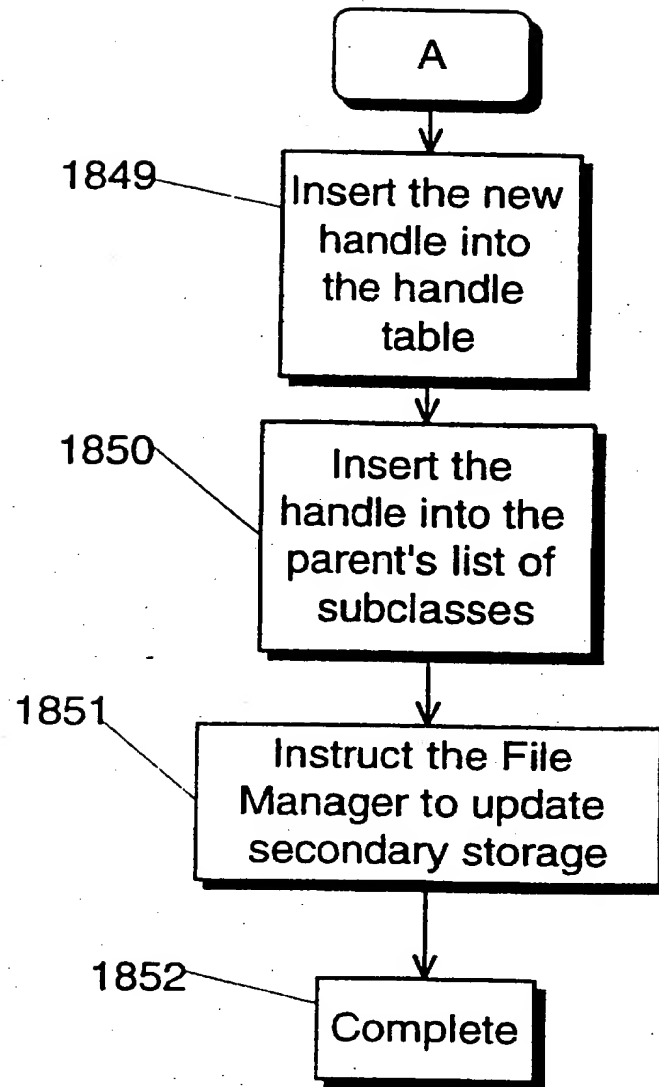 A
1849
Insert the new
handle into
the handle
table
1850
Insert the
handle into the
parent's list of
subclasses
1851
Instruct the File
Manager to update
secondary storage
1852
Complete